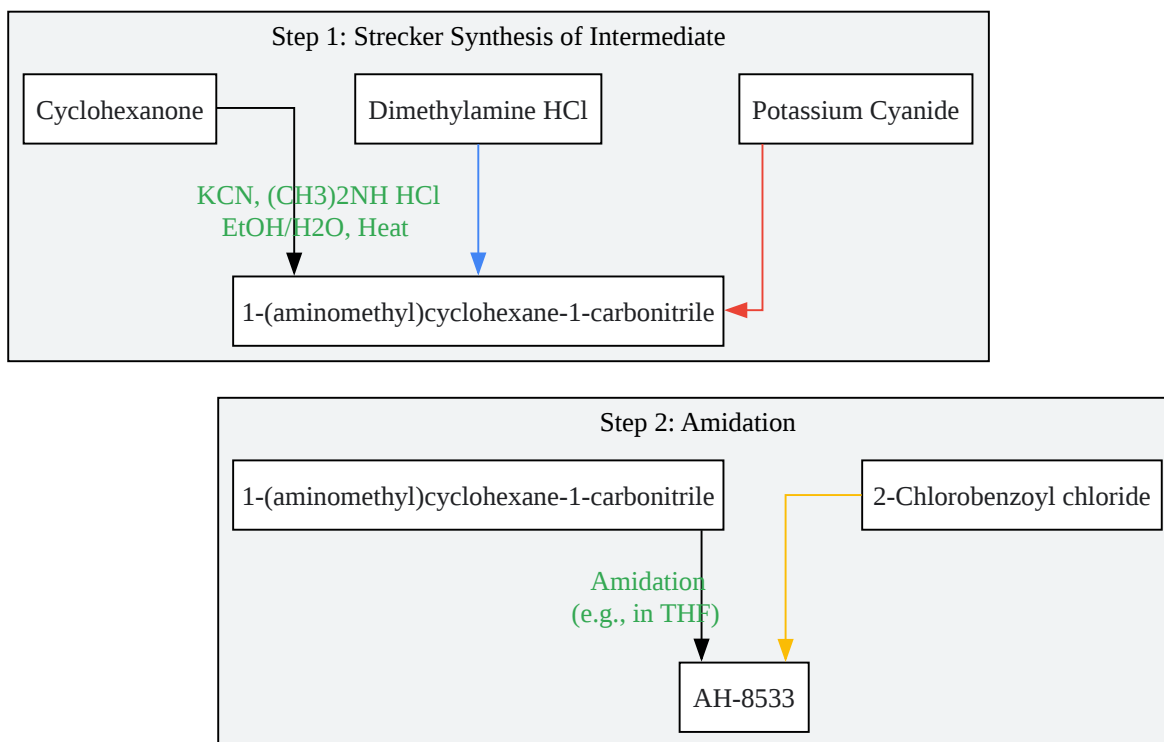 Step 1: Strecker Synthesis of Intermediate
Cyclohexanone
Dimethylamine HCl
Potassium Cyanide
KCN, (CH3)2NH HCl
EtOH/H2O, Heat
1-(aminomethyl)cyclohexane-1-carbonitrile
Step 2: Amidation
1-(aminomethyl)cyclohexane-1-carbonitrile
2-Chlorobenzoyl chloride
Amidation
(e.g., in THF)
AH-8533